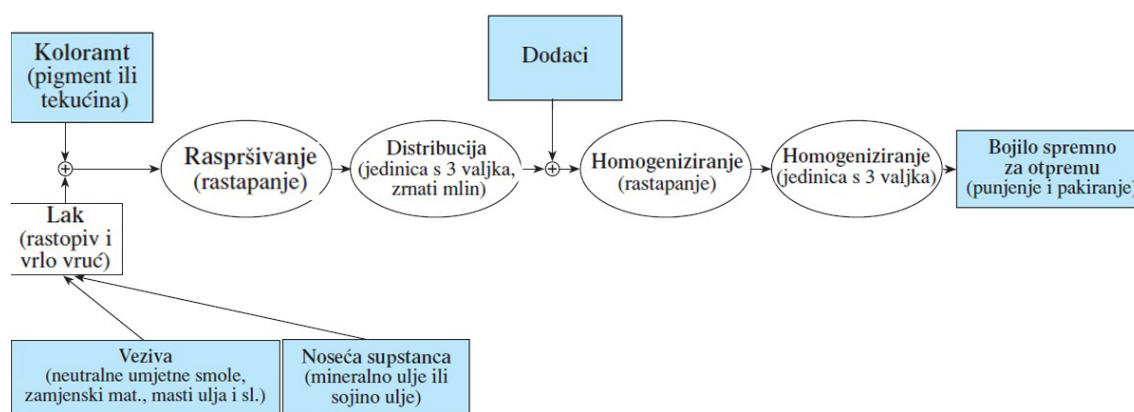 Koloramt
(pigment ili
tekućina)
Dodaci
Raspršivanje
(rastapanje)
Distribucija
(jedinica s 3 valjka,
zrnati mlin)
Homogeniziranje
(rastapanje)
Homogeniziranje
(jedinica s 3 valjka)
Bojilo spremno
za otpremu
(punjenje i pakiranje)
Lak
(rastopiv i
vrlo vruć)
Veziva
(neutralne umjetne smole,
zamjenski mat., masti ulja i sl.)
Noseća supstanca
(mineralno ulje ili
sojino ulje)